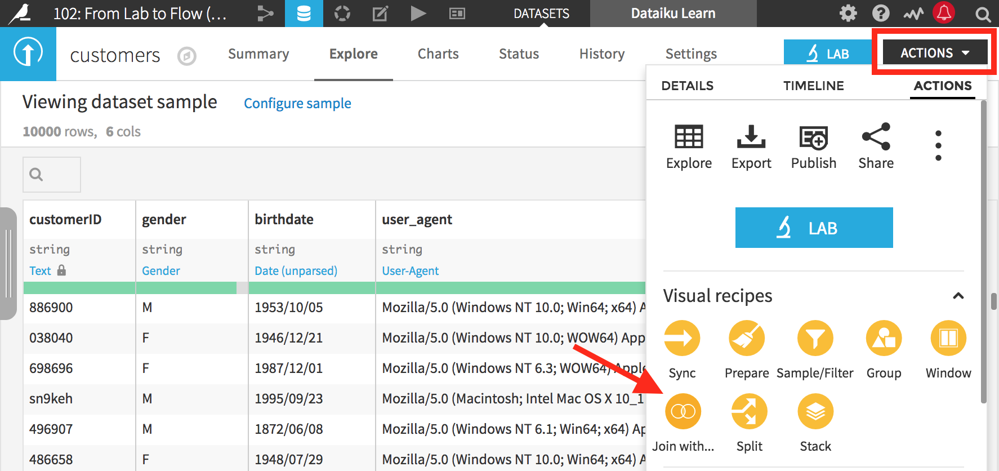 102: From Lab to Flow (...
DATASETS
Dataiku Learn
customers
Summary
Explore
Charts
Status
History
Settings
LAB
ACTIONS
Viewing dataset sample
Configure sample
10000 rows, 6 cols
DETAILS
TIMELINE
ACTIONS
Explore
Export
Publish
Share
LAB
customerID gender birthdate user_agent
string string string string
Text Gender Date (unparsed) User-Agent
886900 M 1953/10/05 Mozilla/5.0 (Windows NT 10.0; Win64; x64) A
038040 F 1946/12/21 Mozilla/5.0 (Windows NT 10.0; WOW64) App
698696 F 1987/12/01 Mozilla/5.0 (Windows NT 6.3; WOW64) Apple
sn9keh M 1995/09/23 Mozilla/5.0 (Macintosh; Intel Mac OS X 10_1
496907 M 1872/06/08 Mozilla/5.0 (Windows NT 6.1; Win64; x64) Ap
486658 F 1948/07/29 Mozilla/5.0 (Windows NT 10.0; Win64; x64) A
Visual recipes
Sync
Prepare
Sample/Filter
Group
Window
Join with...
Split
Stack